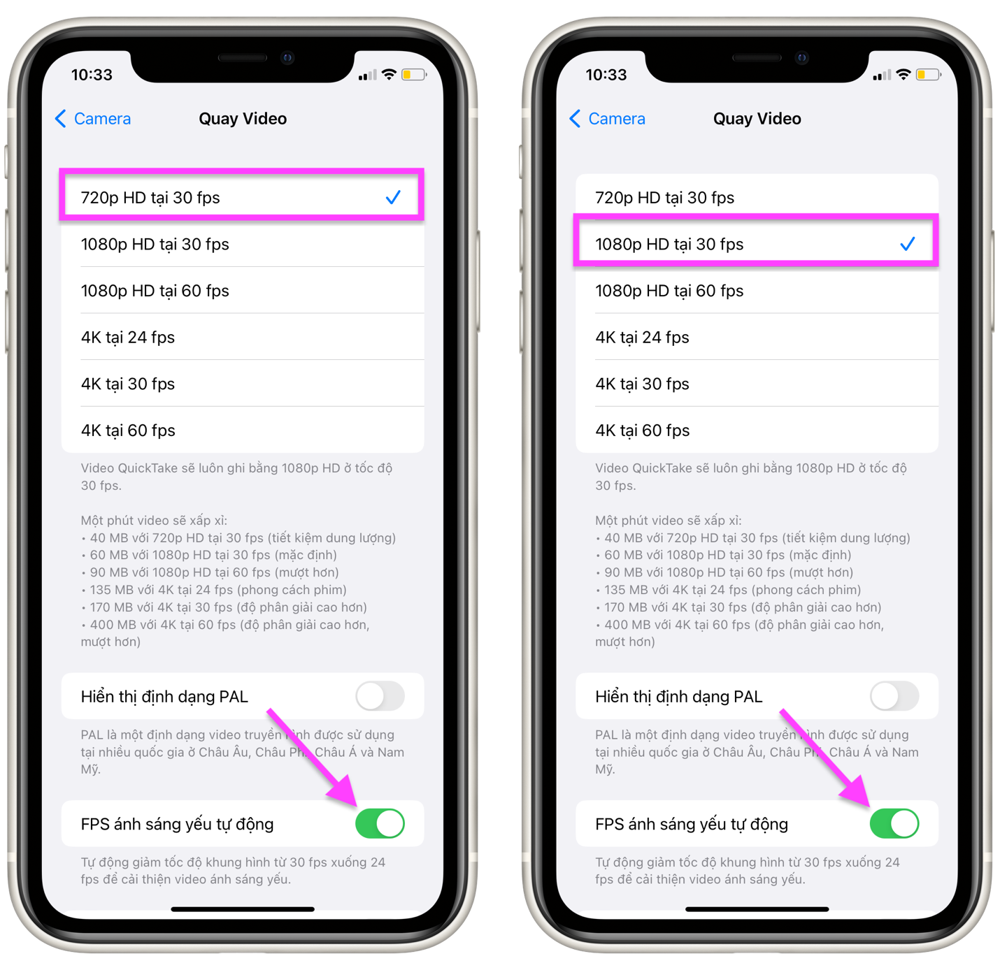 10:33
Camera
Quay Video
720p HD tại 30 fps
1080p HD tại 30 fps
1080p HD tại 60 fps
4K tại 24 fps
4K tại 30 fps
4K tại 60 fps
Video QuickTake sẽ luôn ghi bằng 1080p HD ở tốc độ
30 fps.
Một phút video sẽ xấp xỉ:
• 40 MB với 720p HD tại 30 fps (tiết kiệm dung lượng)
• 60 MB với 1080p HD tại 30 fps (mặc định)
• 90 MB với 1080p HD tại 60 fps (mượt hơn)
• 135 MB với 4K tại 24 fps (phong cách phim)
• 170 MB với 4K tại 30 fps (độ phân giải cao hơn)
• 400 MB với 4K tại 60 fps (độ phân giải cao hơn,
mượt hơn)
Hiển thị định dạng PAL
PAL là một định dạng video truyền hình được sử dụng
tại nhiều quốc gia ở Châu Âu, Châu Phi, Châu Á và Nam
Mỹ.
FPS ánh sáng yếu tự động
Tự động giảm tốc độ khung hình từ 30 fps xuống 24
fps để cải thiện video ánh sáng yếu.
10:33
Camera
Quay Video
720p HD tại 30 fps
1080p HD tại 30 fps
1080p HD tại 60 fps
4K tại 24 fps
4K tại 30 fps
4K tại 60 fps
Video QuickTake sẽ luôn ghi bằng 1080p HD ở tốc độ
30 fps.
Một phút video sẽ xấp xỉ:
• 40 MB với 720p HD tại 30 fps (tiết kiệm dung lượng)
• 60 MB với 1080p HD tại 30 fps (mặc định)
• 90 MB với 1080p HD tại 60 fps (mượt hơn)
• 135 MB với 4K tại 24 fps (phong cách phim)
• 170 MB với 4K tại 30 fps (độ phân giải cao hơn)
• 400 MB với 4K tại 60 fps (độ phân giải cao hơn,
mượt hơn)
Hiển thị định dạng PAL
PAL là một định dạng video truyền hình được sử dụng
tại nhiều quốc gia ở Châu Âu, Châu Phi, Châu Á và Nam
Mỹ.
FPS ánh sáng yếu tự động
Tự động giảm tốc độ khung hình từ 30 fps xuống 24
fps để cải thiện video ánh sáng yếu.